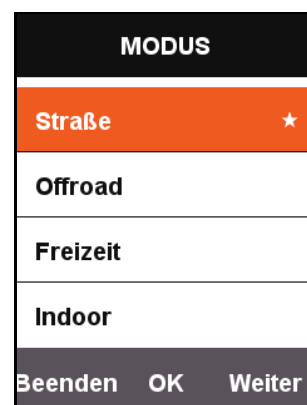 MODUS
Straße ★
Offroad
Freizeit
Indoor
Beenden OK Weiter